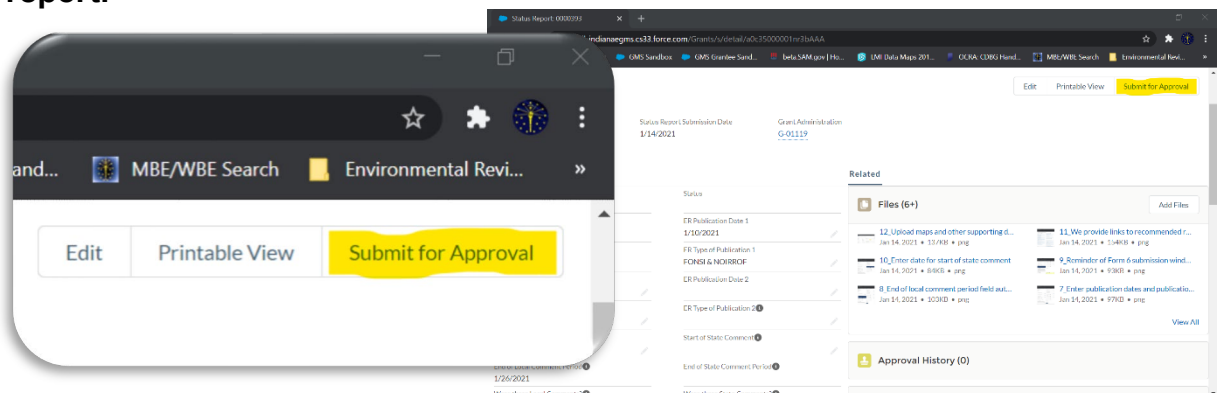 report.
Status Report: 0000393
indianaegms.cs33.force.com/Grants/s/detail/a0c35000001nr3bAAA
GMS Sandbox GMS Grantee Sand... beta.SAM.gov | Ho... LMI Data Maps 201... OCRA: CDBG Hand... MBE/WBE Search Environmental Revi... »
and... MBE/WBE Search Environmental Revi... »
Edit Printable View Submit for Approval
Edit Printable View Submit for Approval
Status Report Submission Date
1/14/2021
Grant Administration
G-01119
Status
ER Publication Date 1
1/10/2021
ER Type of Publication 1
FONSI & NOIRROF
ER Publication Date 2
ER Type of Publication 2
Start of State Comment
End of Local Comment Period
1/26/2021
End of State Comment Period
Related
Files (6+)
Add Files
12_Upload maps and other supporting d...
Jan 14, 2021 • 137KB • png
11_We provide links to recommended r...
Jan 14, 2021 • 154KB • png
10_Enter date for start of state comment
Jan 14, 2021 • 84KB • png
9_Reminder of Form 6 submission wind...
Jan 14, 2021 • 93KB • png
8_End of local comment period field aut...
Jan 14, 2021 • 103KB • png
7_Enter publication dates and publicatio...
Jan 14, 2021 • 97KB • png
View All
Approval History (0)